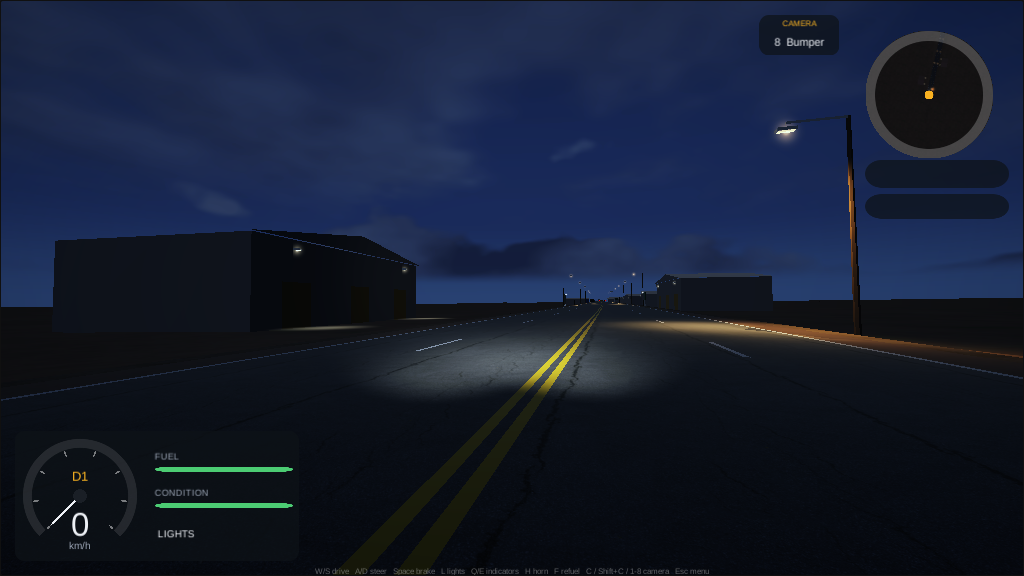 CAMERA
8 Bumper
D1
0
km/h
FUEL
CONDITION
LIGHTS
W/S drive A/D steer Space brake L lights Q/E indicators H horn F refuel C / Shift+C / 1-8 camera Esc menu